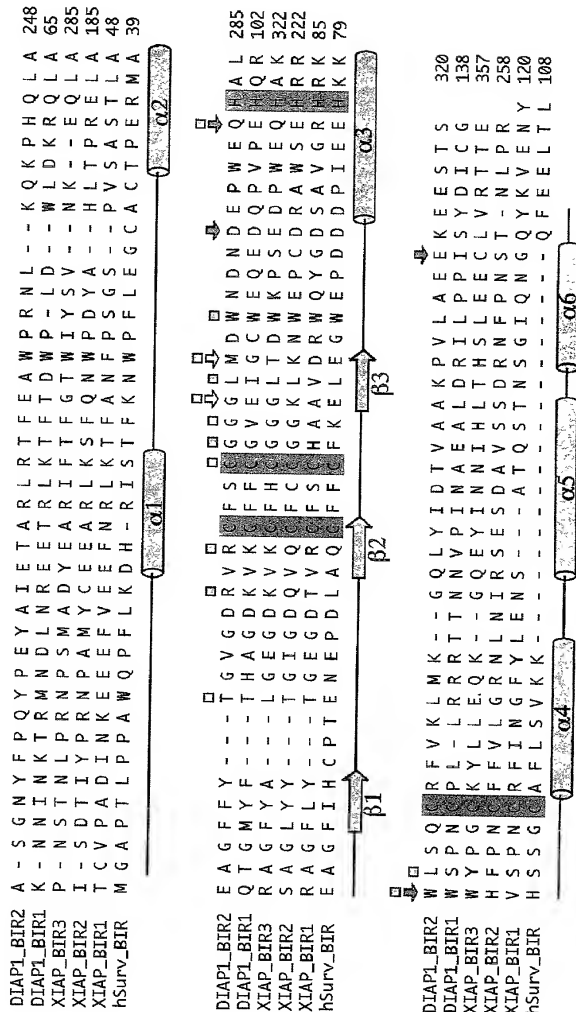 DIAP1_BIR2 A - S G N Y F P Q Y P E Y A I E T A R L R T F E A W P R N L - - K Q K P H Q L A 248
DIAP1_BIR1 K - N N N I N K T R M N D L N R E E T R L K T F T D W P - L D - - W L D K R Q L A 65
XIAP_BIR3 P - N S T N L P R N P S M A D Y E A R I F T F G T W I Y S V - - N K - - E Q L A 285
XIAP_BIR2 I - S D T I Y P R N P A M Y C E E A R L K S F Q N W P D Y A - - H L T P R E L A 185
XIAP_BIR1 T C V P A D I N K E E E F V E E F N R L K T F A N F P S G S - - P V S A S T L A 48
hSurv_BIR M G A P T L P P A W Q P F L K D H - R I S T F K N W P F L E G C A C T P E R M A 39
α1 α2
DIAP1_BIR2 E A G F F Y - - - T G V G D R V R C F S C G G G L M D W N D N D E P W E Q H A L 285
DIAP1_BIR1 Q T G M Y F - - - T H A G D K V K C F F C G V E I G C W E Q E D Q P V P E H Q R 102
XIAP_BIR3 R A G F Y A - - - L G E G D K V K C F H C G G G L T D W K P S E D P W E Q H A K 322
XIAP_BIR2 S A G L Y Y - - - T G I G D Q V Q C F C C G G K L K N W E P C D R A W S E H R R 222
XIAP_BIR1 R A G F L Y - - - T G E G D T V R C F S C H A A V D R W Q Y G D S A V G R H R K 85
hSurv_BIR E A G F I H C P T E N E P D L A Q C F F C F K E L E G W E P D D D P I E E H K K 79
β1 β2 β3 α3
DIAP1_BIR2 W L S Q C R F V K L M K - - G Q L Y I D T V A A K P V L A E E K E E S T S 320
DIAP1_BIR1 W S P N C P L - L R R R T T N N V P I N A E A L D R I L P P I S Y D I C G 138
XIAP_BIR3 W Y P G C K Y L L E Q K - - G Q E Y I N N I H L T H S L E E C L V R T T E 357
XIAP_BIR2 H F P N C F F V L G R N L N I R S E S D A V S S D R N F P N S T - N L P R 258
XIAP_BIR1 V S P N C R F I N G F Y L E N S - - - A T Q S T N S G I Q N G Q Y K V E N Y 120
hSurv_BIR H S S G C A F L S V K K - - - - - - - - - - - - - - - - - - Q F E E L T L 108
α4 α5 α6